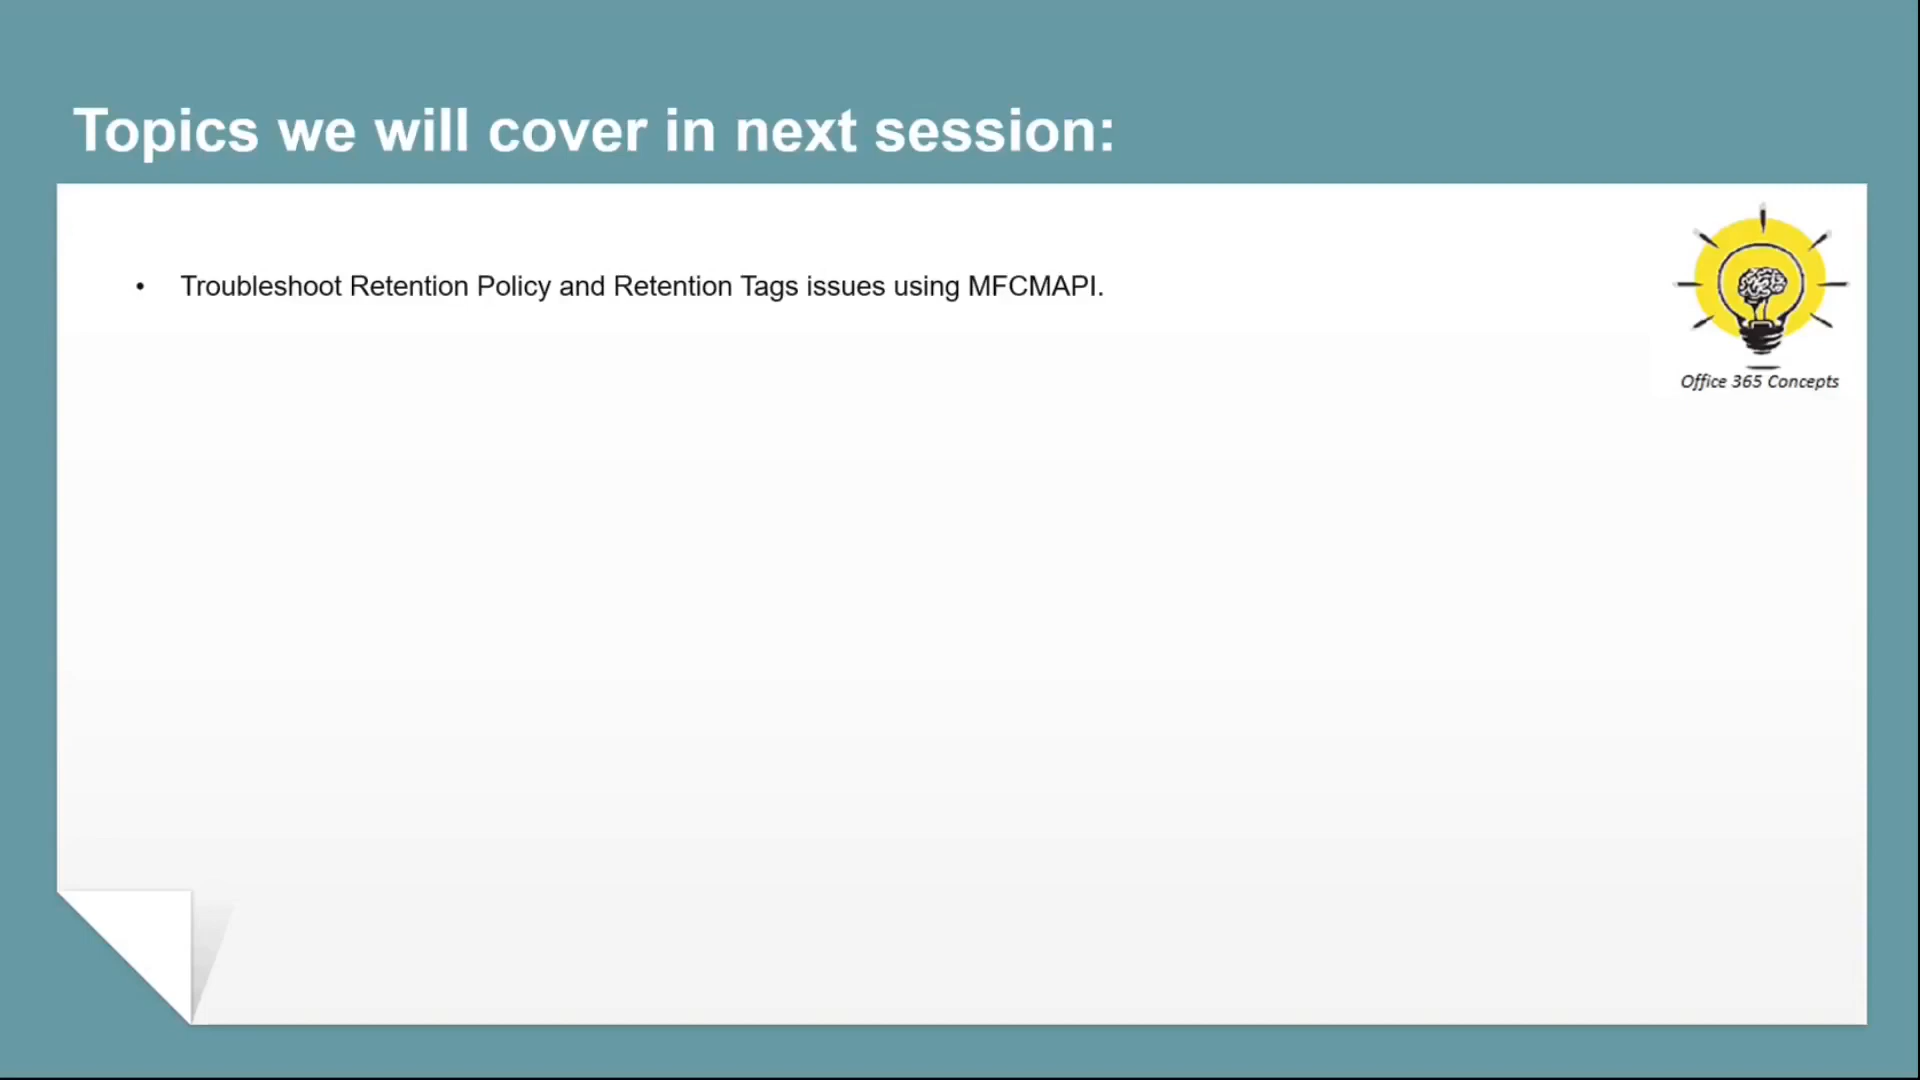 Topics we will cover in next session:
• Troubleshoot Retention Policy and Retention Tags issues using MFCMAPI.
Office 365 Concepts